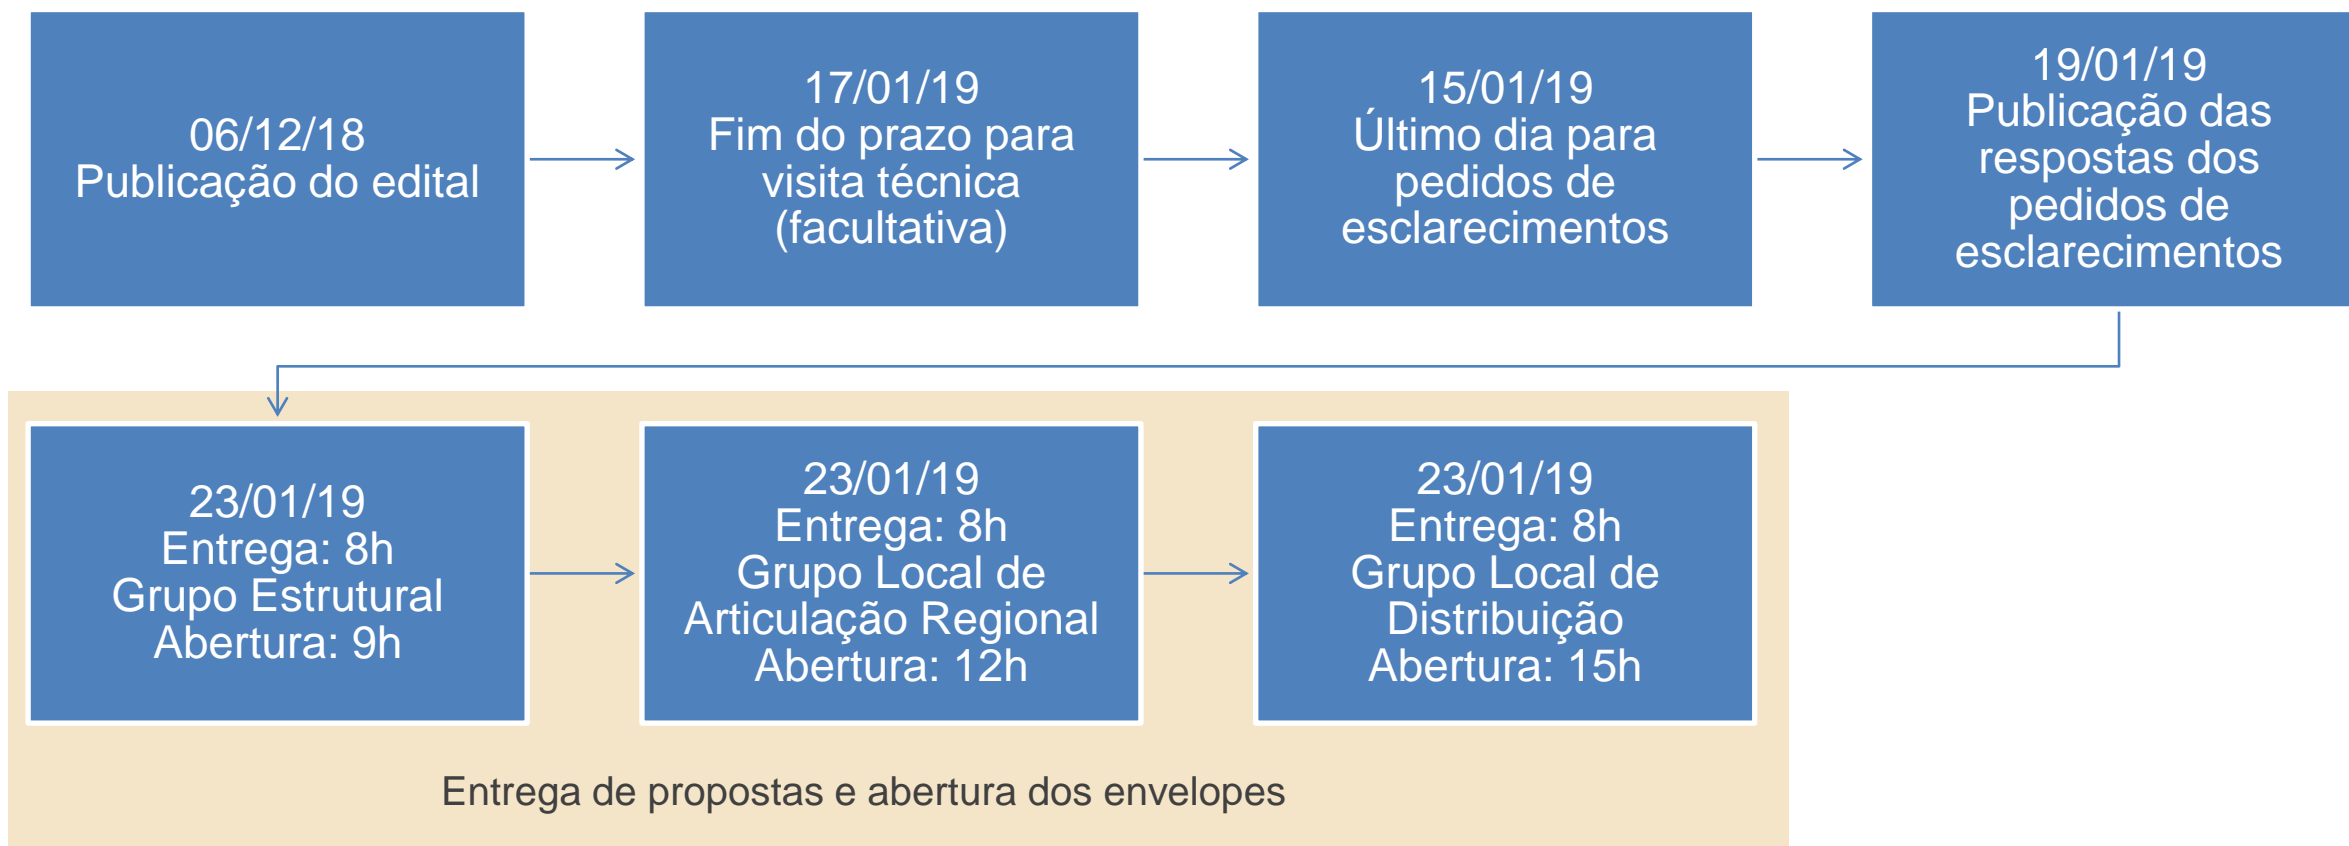 06/12/18
Publicação do edital
17/01/19
Fim do prazo para
visita técnica
(facultativa)
15/01/19
Último dia para
pedidos de
esclarecimentos
19/01/19
Publicação das
respostas dos
pedidos de
esclarecimentos
23/01/19
Entrega: 8h
Grupo Estrutural
Abertura: 9h
23/01/19
Entrega: 8h
Grupo Local de
Articulação Regional
Abertura: 12h
23/01/19
Entrega: 8h
Grupo Local de
Distribuição
Abertura: 15h
Entrega de propostas e abertura dos envelopes